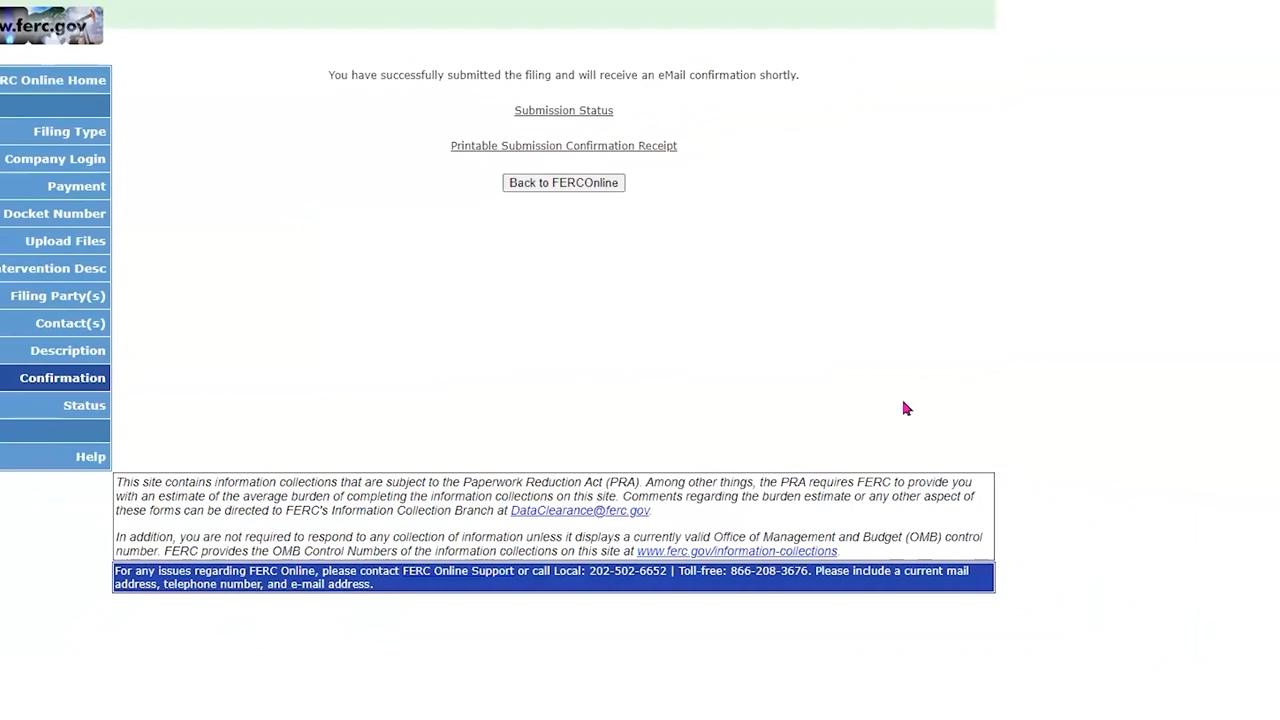 w.ferc.gov
RC Online Home
Filing Type
Company Login
Payment
Docket Number
Upload Files
ntervention Desc
Filing Party(s)
Contact(s)
Description
Confirmation
Status
Help
You have successfully submitted the filing and will receive an eMail confirmation shortly.
Submission Status
Printable Submission Confirmation Receipt
Back to FERCOnline
This site contains information collections that are subject to the Paperwork Reduction Act (PRA). Among other things, the PRA requires FERC to provide you
with an estimate of the average burden of completing the information collections on this site. Comments regarding the burden estimate or any other aspect of
these forms can be directed to FERC's Information Collection Branch at DataClearance@ferc.gov.
In addition, you are not required to respond to any collection of information unless it displays a currently valid Office of Management and Budget (OMB) control
number. FERC provides the OMB Control Numbers of the information collections on this site at www.ferc.gov/information-collections.
For any issues regarding FERC Online, please contact FERC Online Support or call Local: 202-502-6652 | Toll-free: 866-208-3676. Please include a current mail
address, telephone number, and e-mail address.